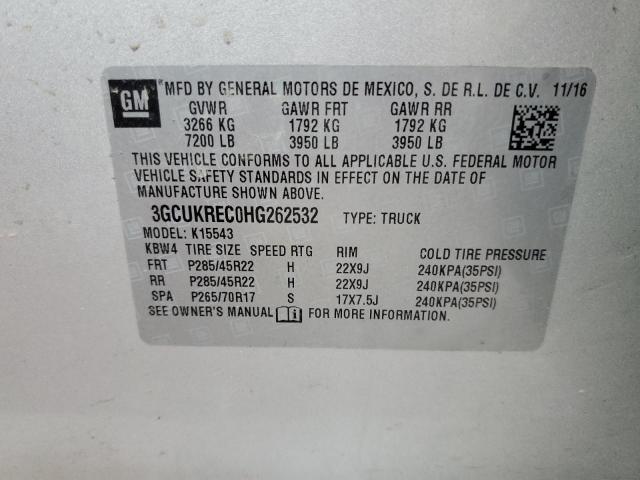 GM MFD BY GENERAL MOTORS DE MEXICO, S. DE R.L. DE C.V. 11/16
GVWR GAWR FRT GAWR RR
3266 KG 1792 KG 1792 KG
7200 LB 3950 LB 3950 LB
THIS VEHICLE CONFORMS TO ALL APPLICABLE U.S. FEDERAL MOTOR
VEHICLE SAFETY STANDARDS IN EFFECT ON THE DATE OF
MANUFACTURE SHOWN ABOVE.
3GCUKREC0HG262532 TYPE: TRUCK
MODEL: K15543
KBW4 TIRE SIZE SPEED RTG RIM COLD TIRE PRESSURE
FRT P285/45R22 H 22X9J 240KPA(35PSI)
RR P285/45R22 H 22X9J 240KPA(35PSI)
SPA P265/70R17 S 17X7.5J 240KPA(35PSI)
SEE OWNER'S MANUAL FOR MORE INFORMATION.